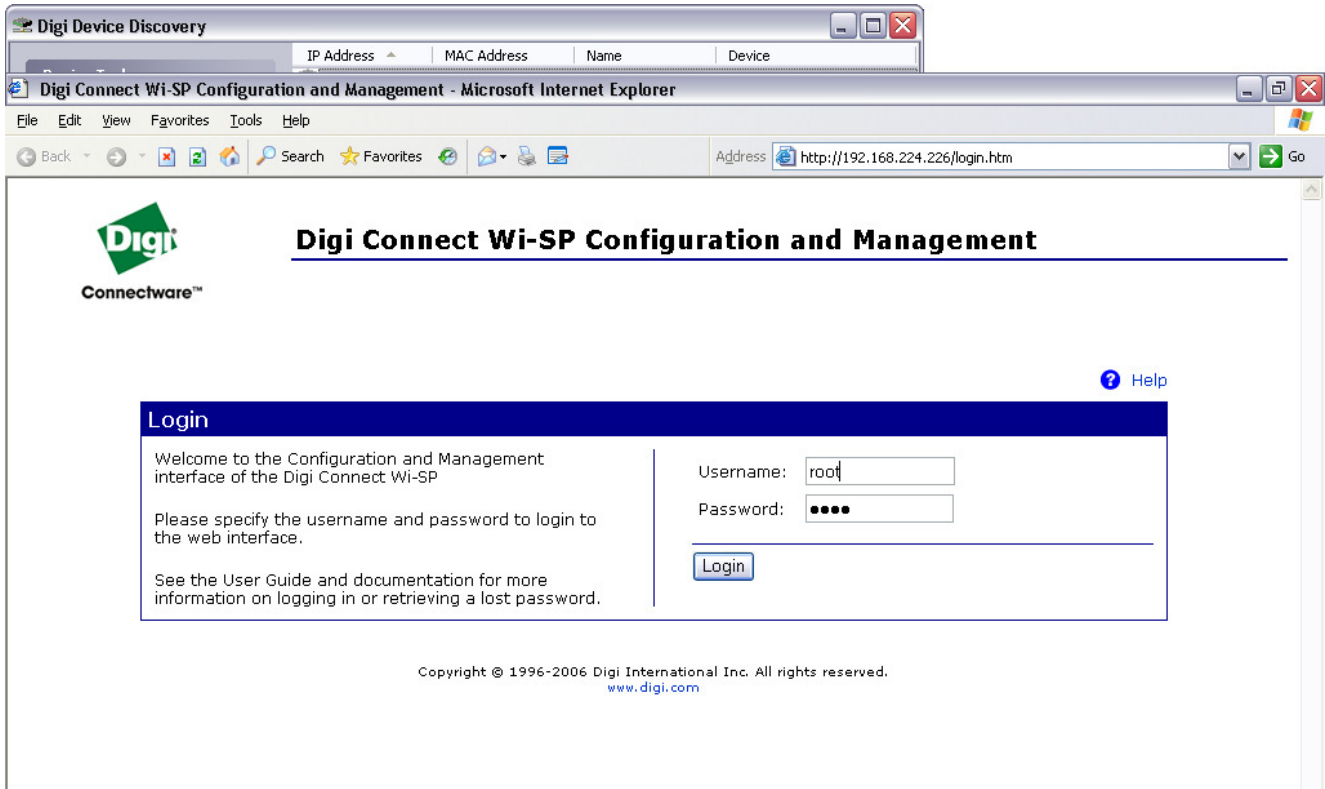 Digi Device Discovery
IP Address MAC Address Name Device
Digi Connect Wi-SP Configuration and Management - Microsoft Internet Explorer
File Edit View Favorites Tools Help
Back Search Favorites Address http://192.168.224.226/login.htm Go
Digi
Connectware™
Digi Connect Wi-SP Configuration and Management
? Help
Login
Welcome to the Configuration and Management
interface of the Digi Connect Wi-SP
Please specify the username and password to login to
the web interface.
See the User Guide and documentation for more
information on logging in or retrieving a lost password.
Username: root
Password: ●●●●
Login
Copyright © 1996-2006 Digi International Inc. All rights reserved.
www.digi.com